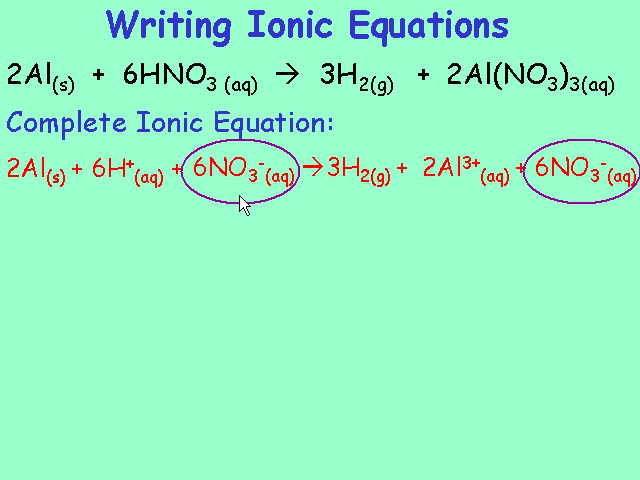 Writing Ionic Equations
2Al(s) + 6HNO3 (aq) → 3H2(g) + 2Al(NO3)3(aq)
Complete Ionic Equation:
2Al(s) + 6H⁺(aq) + 6NO3⁻(aq) → 3H2(g) + 2Al³⁺(aq) + 6NO3⁻(aq)